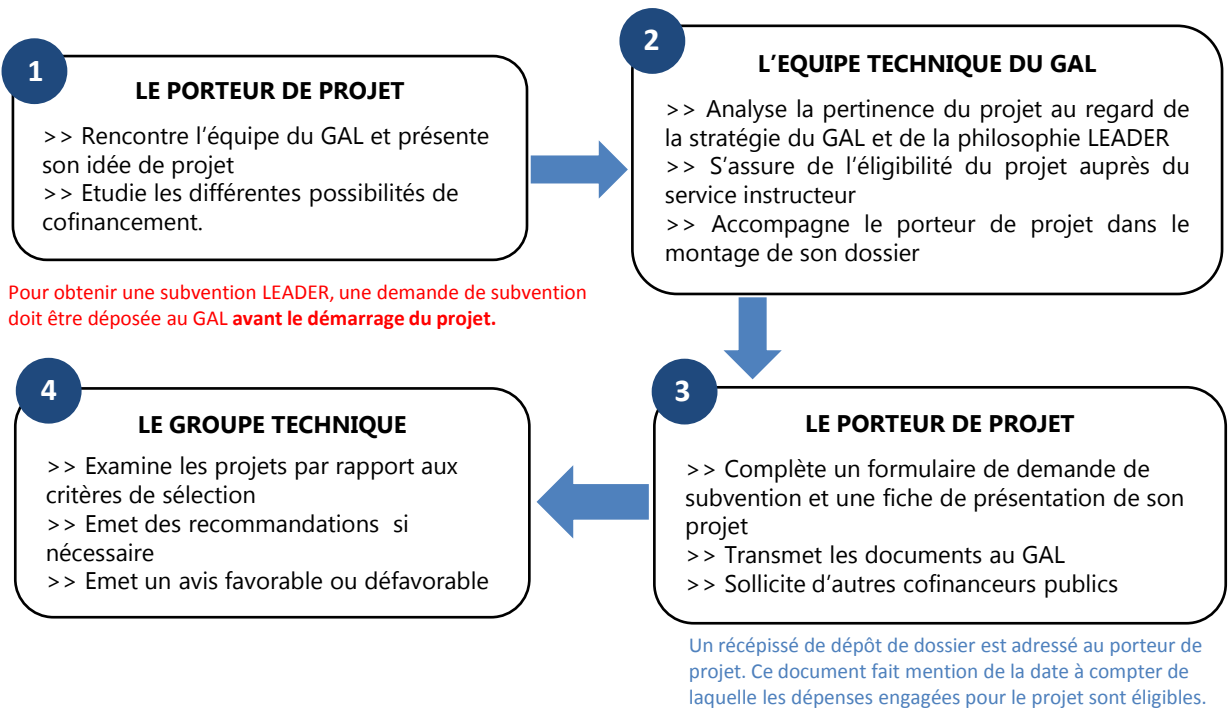 1
LE PORTEUR DE PROJET
>> Rencontre l'équipe du GAL et présente
son idée de projet
>> Etudie les différentes possibilités de
cofinancement.
Pour obtenir une subvention LEADER, une demande de subvention
doit être déposée au GAL avant le démarrage du projet.
2
L'EQUIPE TECHNIQUE DU GAL
>> Analyse la pertinence du projet au regard de
la stratégie du GAL et de la philosophie LEADER
>> S'assure de l'éligibilité du projet auprès du
service instructeur
>> Accompagne le porteur de projet dans le
montage de son dossier
3
LE PORTEUR DE PROJET
>> Complète un formulaire de demande de
subvention et une fiche de présentation de son
projet
>> Transmet les documents au GAL
>> Sollicite d'autres cofinanceurs publics
Un récépissé de dépôt de dossier est adressé au porteur de
projet. Ce document fait mention de la date à compter de
laquelle les dépenses engagées pour le projet sont éligibles.
4
LE GROUPE TECHNIQUE
>> Examine les projets par rapport aux
critères de sélection
>> Emet des recommandations si
nécessaire
>> Emet un avis favorable ou défavorable